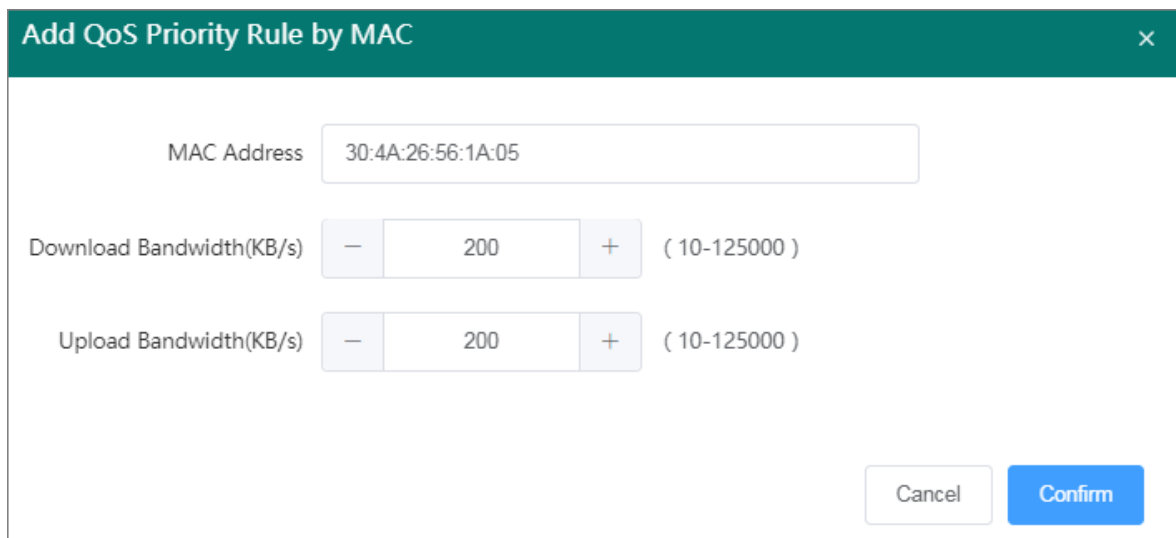 Add QoS Priority Rule by MAC ×
MAC Address 30:4A:26:56:1A:05
Download Bandwidth(KB/s) − 200 + ( 10-125000 )
Upload Bandwidth(KB/s) − 200 + ( 10-125000 )
Cancel Confirm